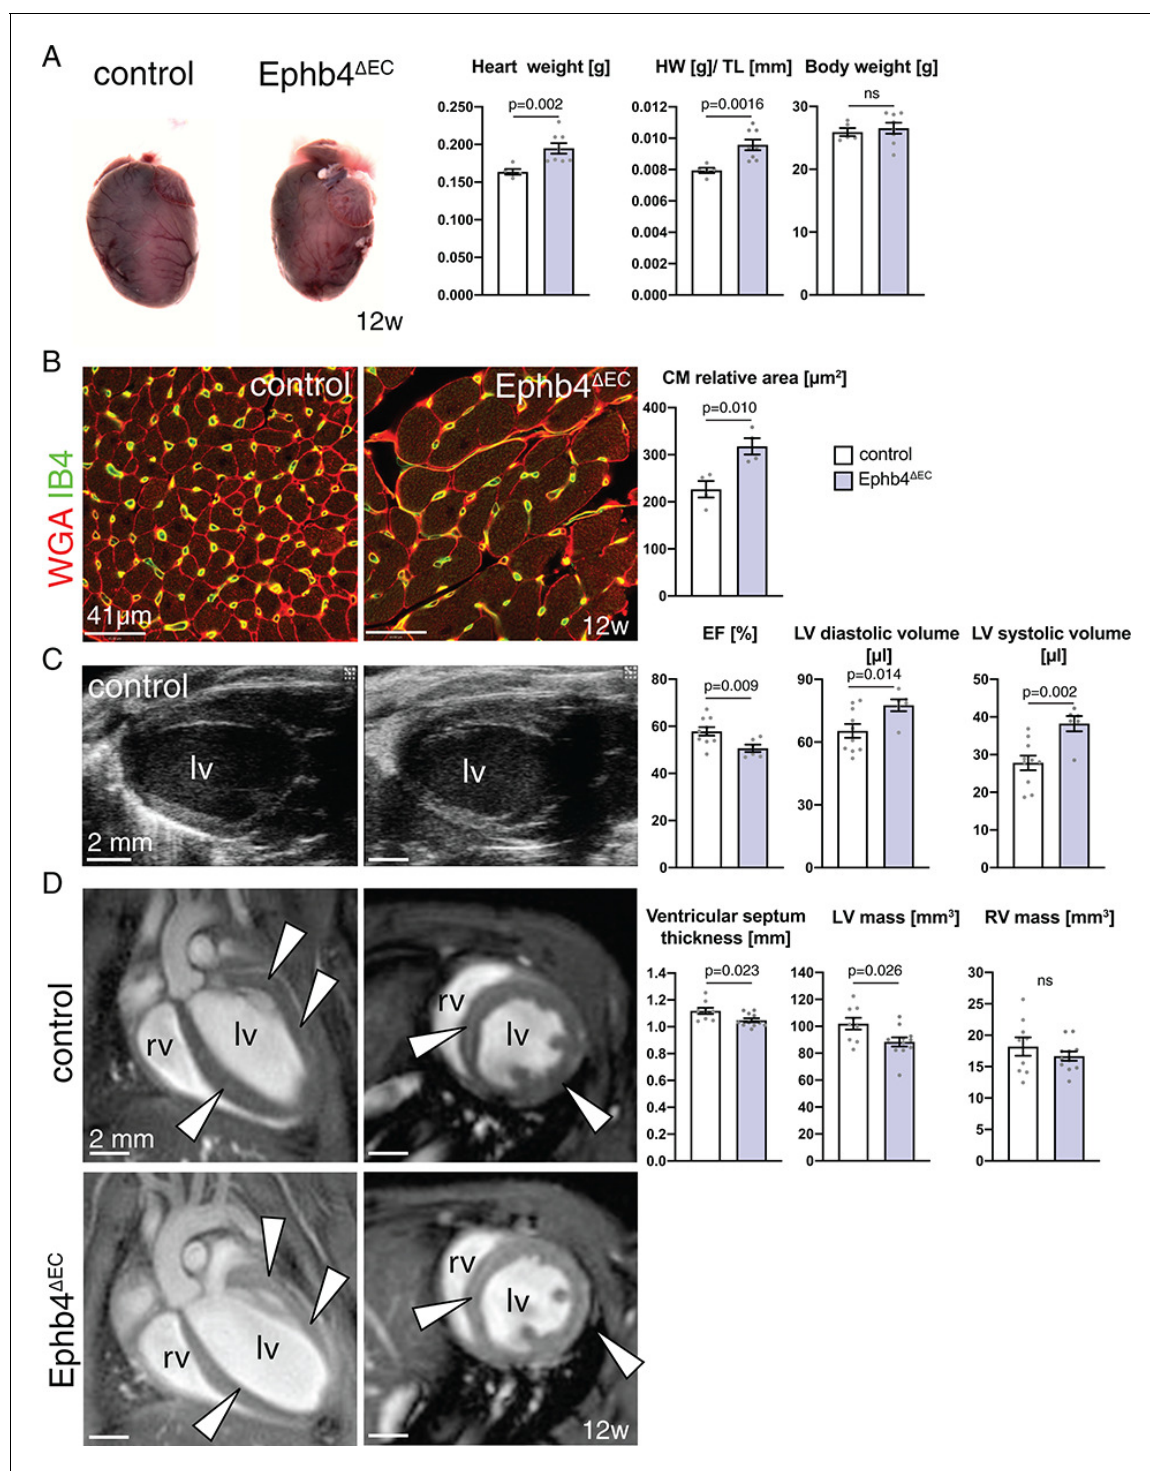 A
control
Ephb4ΔEC
12w
Heart weight [g]
p=0.002
0.250
0.200
0.150
0.100
0.050
0.000
HW [g]/ TL [mm]
p=0.0016
0.012
0.010
0.008
0.006
0.004
0.002
0.000
Body weight [g]
ns
30
20
10
0
B
WGA IB4
control
41µm
Ephb4ΔEC
12w
CM relative area [µm²]
p=0.010
400
300
200
100
0
control
Ephb4ΔEC
C
control
lv
2 mm
lv
EF [%]
p=0.009
80
60
40
20
0
LV diastolic volume
[µl]
p=0.014
90
60
30
0
LV systolic volume
[µl]
p=0.002
50
40
30
20
10
0
D
control
rv
lv
2 mm
rv
lv
Ventricular septum
thickness [mm]
p=0.023
1.4
1.2
1.0
0.8
0.6
0.4
0.2
0.0
LV mass [mm³]
p=0.026
140
120
100
80
60
40
20
0
RV mass [mm³]
ns
30
25
20
15
10
5
0
Ephb4ΔEC
rv
lv
rv
lv
12w